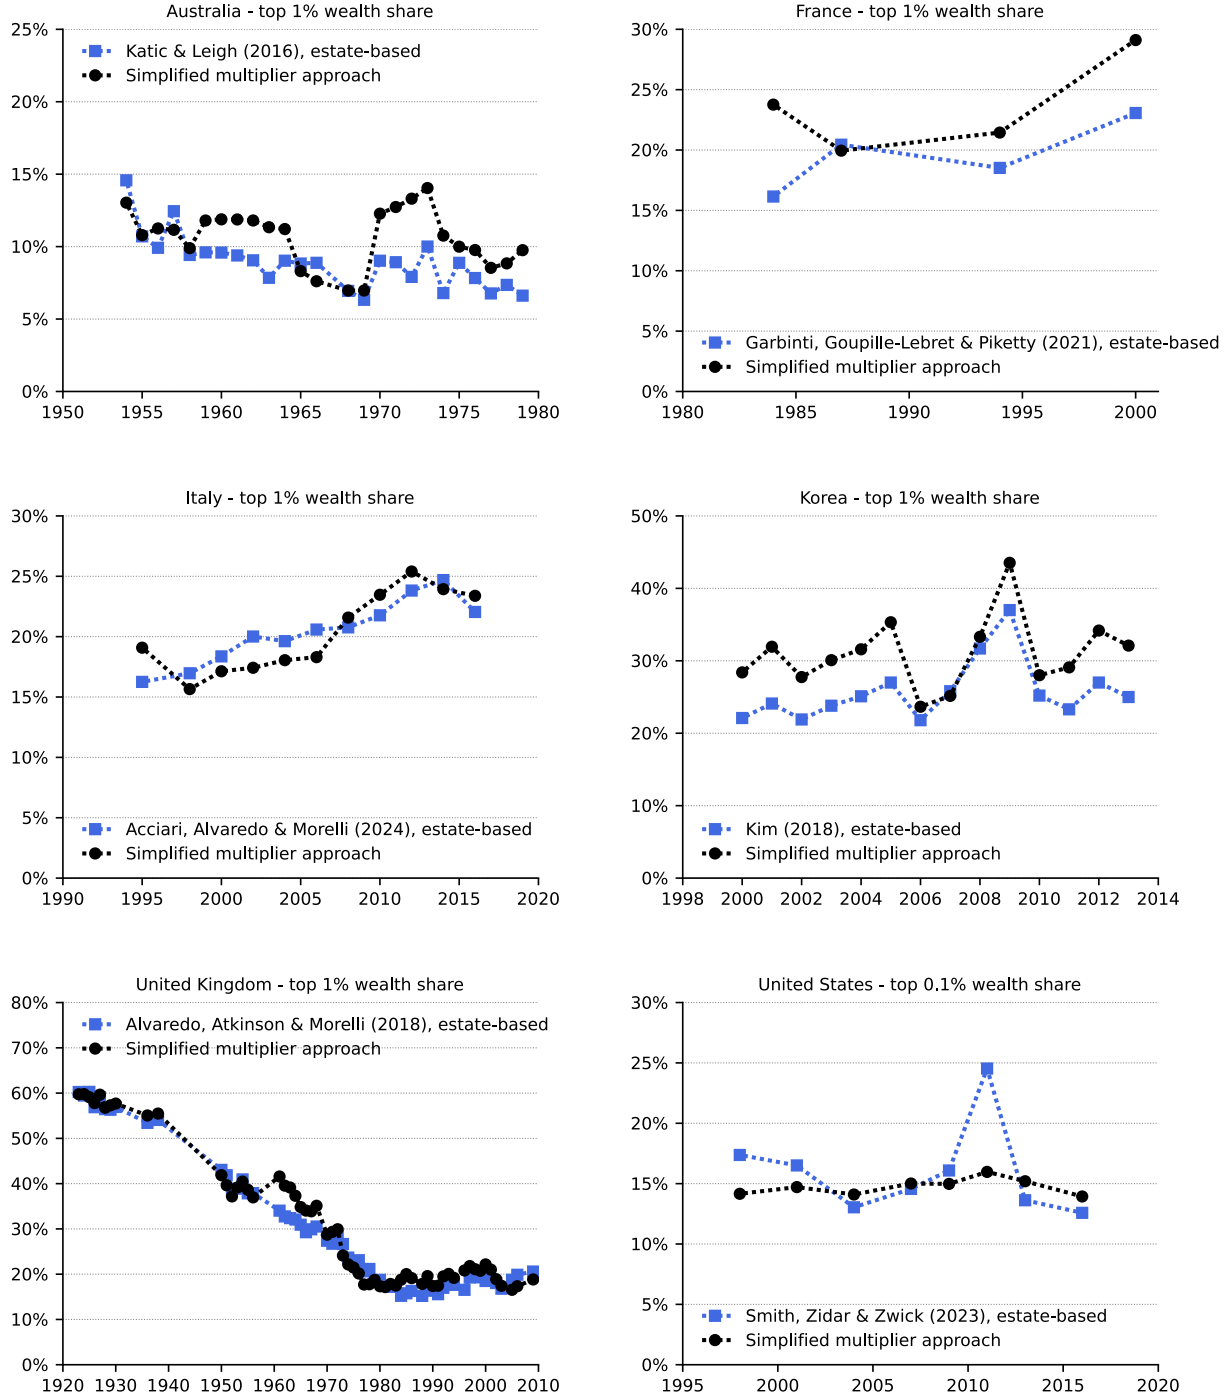 Australia - top 1% wealth share
25%
20%
15%
10%
5%
0%
Katic & Leigh (2016), estate-based
Simplified multiplier approach
1950 1955 1960 1965 1970 1975 1980
France - top 1% wealth share
30%
25%
20%
15%
10%
5%
0%
Garbinti, Goupille-Lebret & Piketty (2021), estate-based
Simplified multiplier approach
1980 1985 1990 1995 2000
Italy - top 1% wealth share
30%
25%
20%
15%
10%
5%
0%
Acciari, Alvaredo & Morelli (2024), estate-based
Simplified multiplier approach
1990 1995 2000 2005 2010 2015 2020
Korea - top 1% wealth share
50%
40%
30%
20%
10%
0%
Kim (2018), estate-based
Simplified multiplier approach
1998 2000 2002 2004 2006 2008 2010 2012 2014
United Kingdom - top 1% wealth share
80%
70%
60%
50%
40%
30%
20%
10%
0%
Alvaredo, Atkinson & Morelli (2018), estate-based
Simplified multiplier approach
1920 1930 1940 1950 1960 1970 1980 1990 2000 2010
United States - top 0.1% wealth share
30%
25%
20%
15%
10%
5%
0%
Smith, Zidar & Zwick (2023), estate-based
Simplified multiplier approach
1995 2000 2005 2010 2015 2020